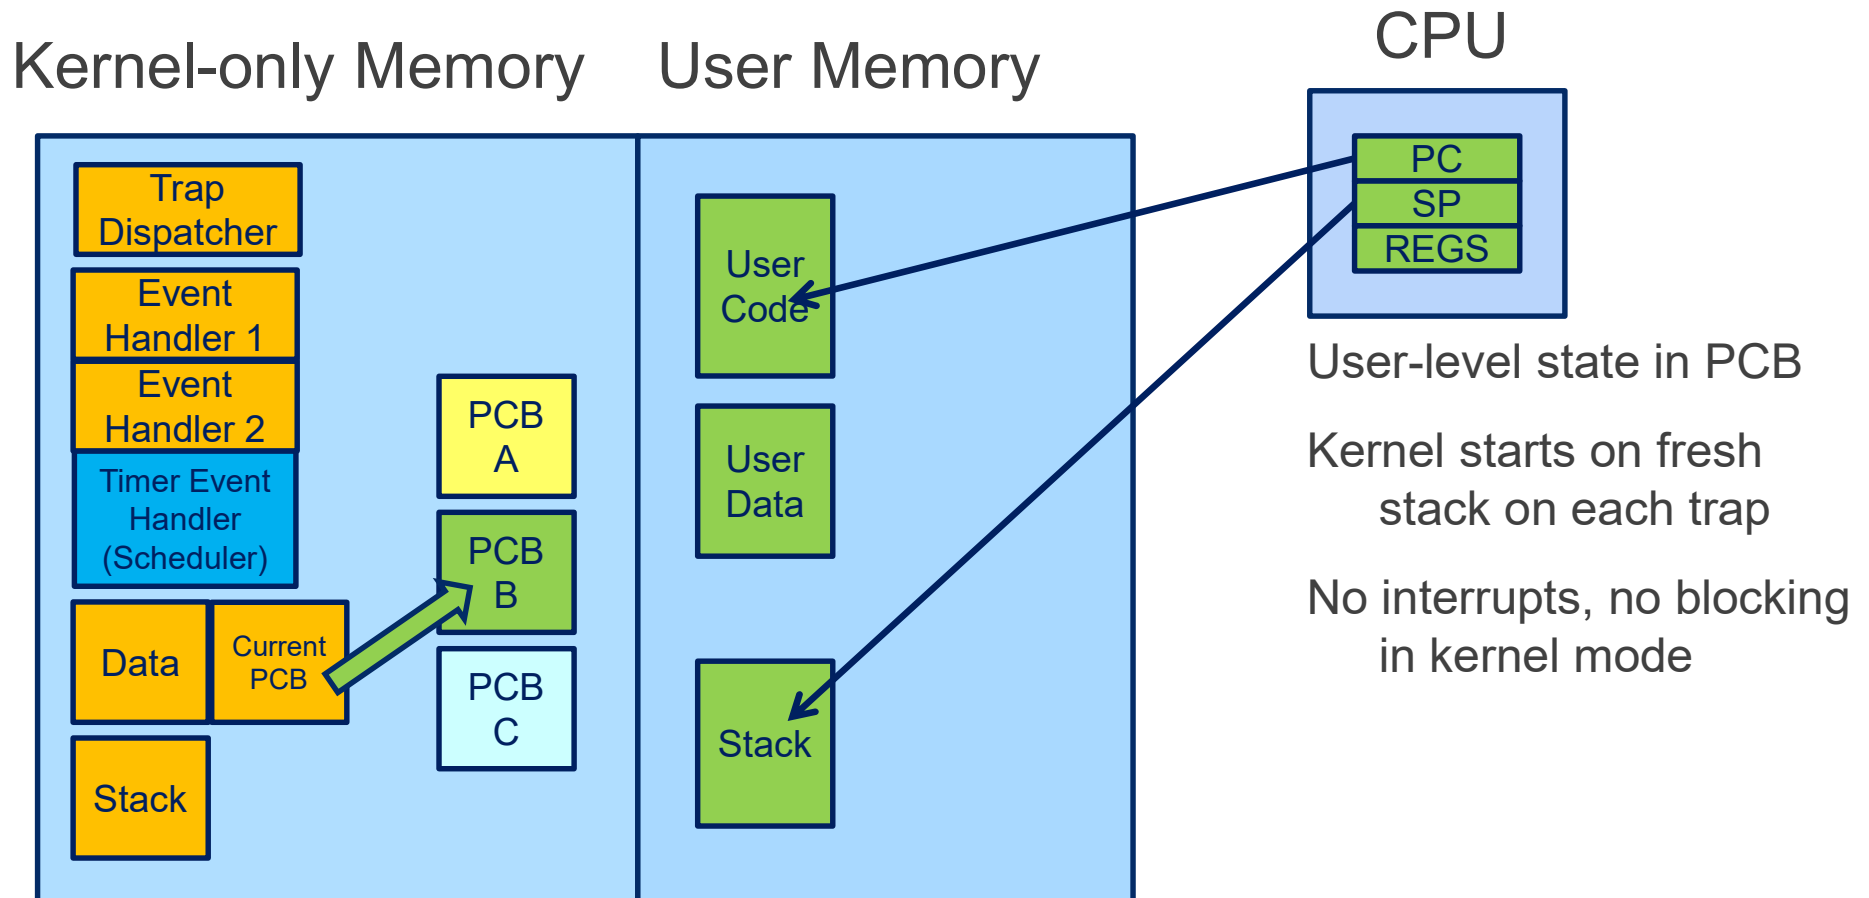 Kernel-only Memory
User Memory
CPU
Trap
Dispatcher
Event
Handler 1
Event
Handler 2
Timer Event
Handler
(Scheduler)
Data
Current
PCB
Stack
PCB
A
PCB
B
PCB
C
User
Code
User
Data
Stack
PC
SP
REGS
User-level state in PCB
Kernel starts on fresh
stack on each trap
No interrupts, no blocking
in kernel mode